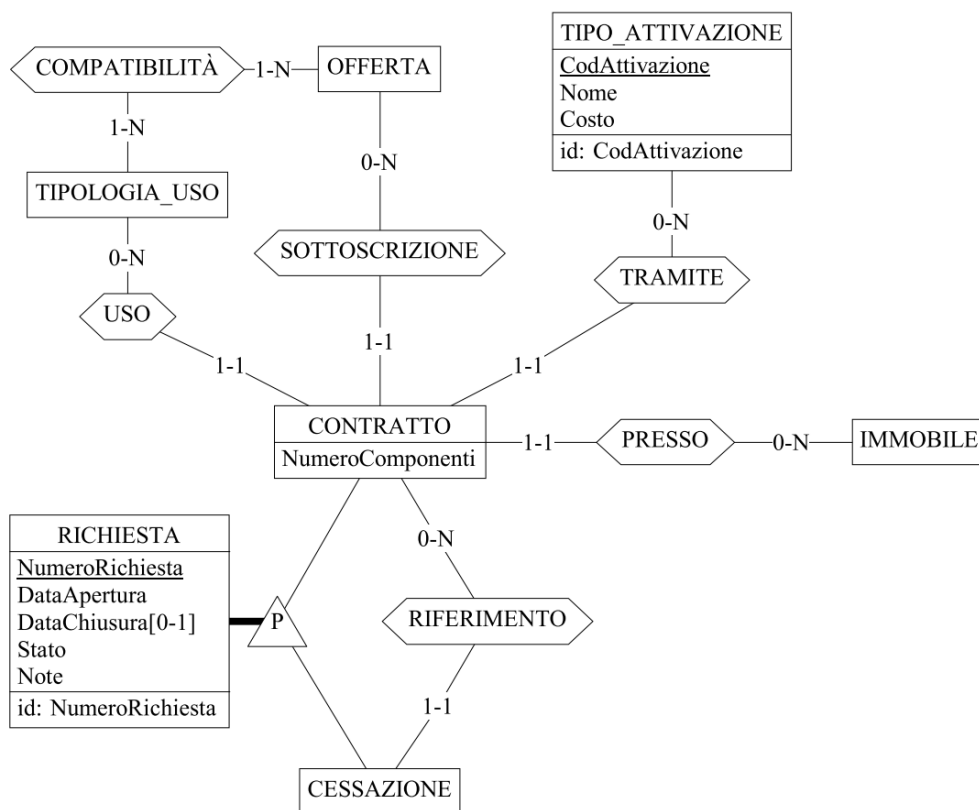 TIPO_ATTIVAZIONE
CodAttivazione
Nome
Costo
id: CodAttivazione
COMPATIBILITÀ
1-N
OFFERTA
1-N
0-N
TIPOLOGIA_USO
0-N
0-N
SOTTOSCRIZIONE
TRAMITE
USO
1-1
1-1
1-1
CONTRATTO
NumeroComponenti
1-1
PRESSO
0-N
IMMOBILE
RICHIESTA
NumeroRichiesta
DataApertura
DataChiusura[0-1]
Stato
Note
id: NumeroRichiesta
P
0-N
RIFERIMENTO
1-1
CESSAZIONE